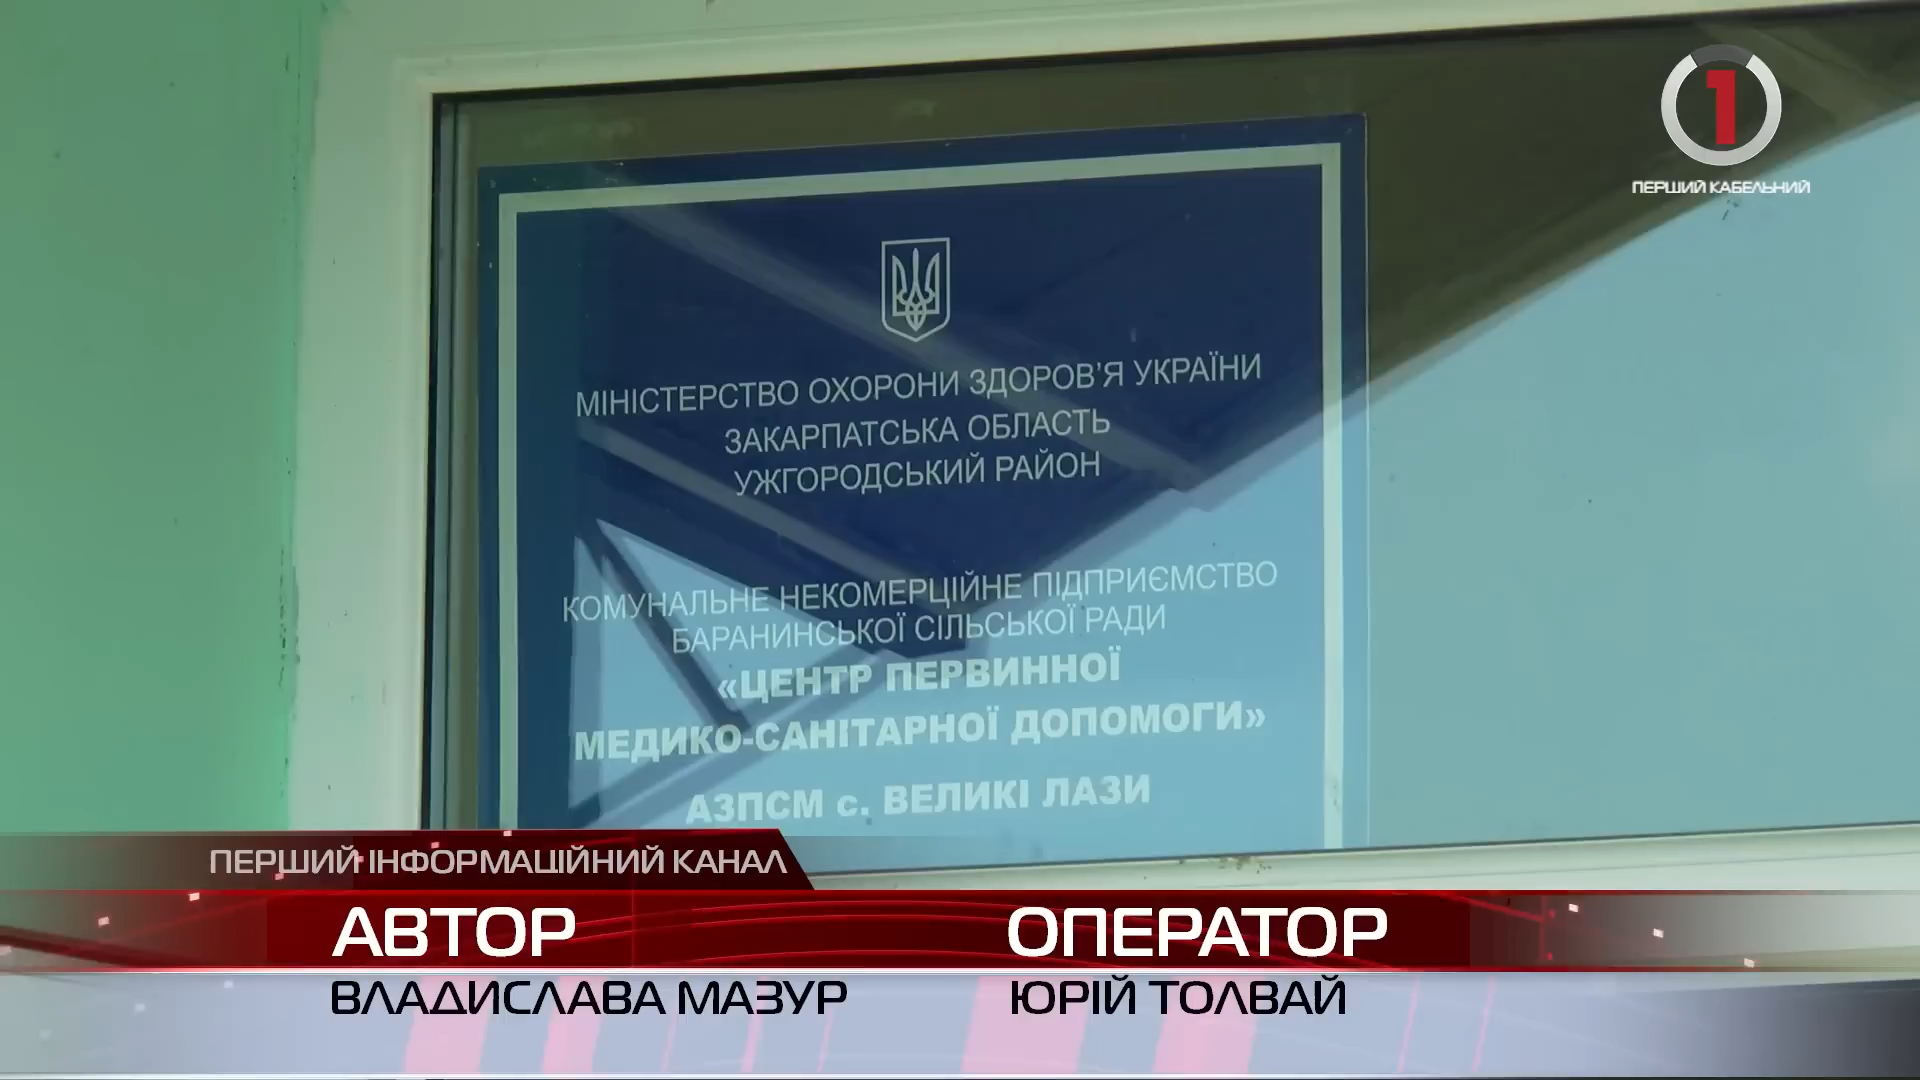 1
ПЕРШИЙ КАБЕЛЬНИЙ
МІНІСТЕРСТВО ОХОРОНИ ЗДОРОВ'Я УКРАЇНИ
ЗАКАРПАТСЬКА ОБЛАСТЬ
УЖГОРОДСЬКИЙ РАЙОН
КОМУНАЛЬНЕ НЕКОМЕРЦІЙНЕ ПІДПРИЄМСТВО
БАРАНИНСЬКОЇ СІЛЬСЬКОЇ РАДИ
«ЦЕНТР ПЕРВИННОЇ
МЕДИКО-САНІТАРНОЇ ДОПОМОГИ»
АЗПСМ с. ВЕЛИКІ ЛАЗИ
ПЕРШИЙ ІНФОРМАЦІЙНИЙ КАНАЛ
АВТОР ОПЕРАТОР
ВЛАДИСЛАВА МАЗУР ЮРІЙ ТОЛВАЙ